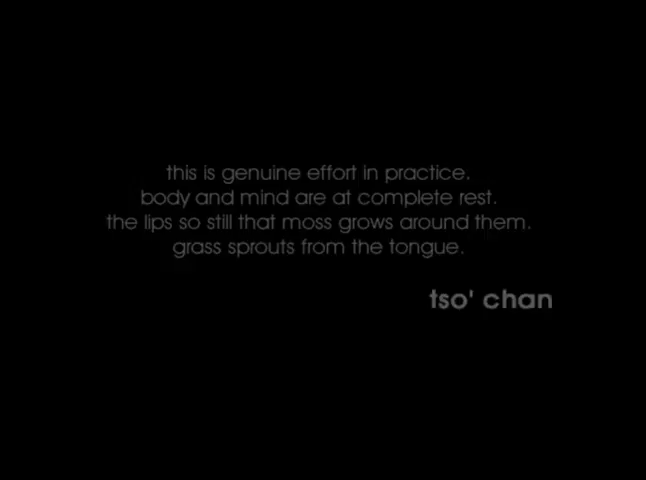 this is genuine effort in practice.
body and mind are at complete rest.
the lips so still that moss grows around them.
grass sprouts from the tongue.
tso' chan